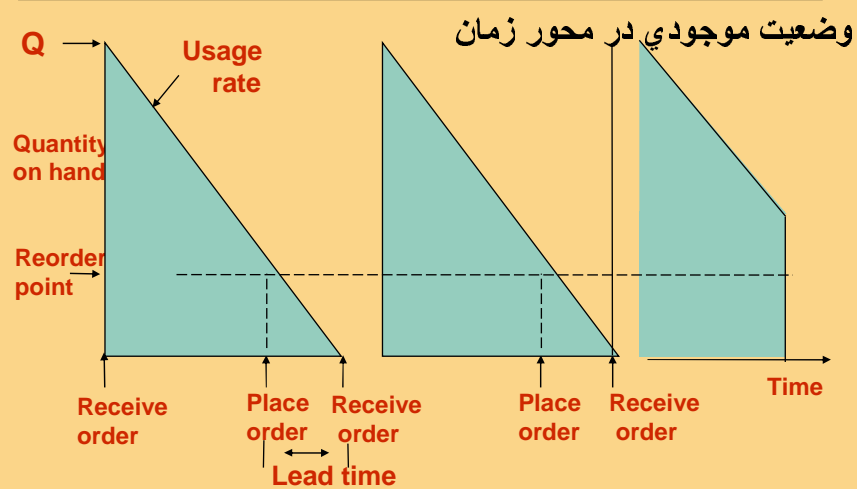 وضعيت موجودي در محور زمان
Q
Usage
rate
Quantity
on hand
Reorder
point
Receive
order
Place
order
Receive
order
Lead time
Place
order
Receive
order
Time